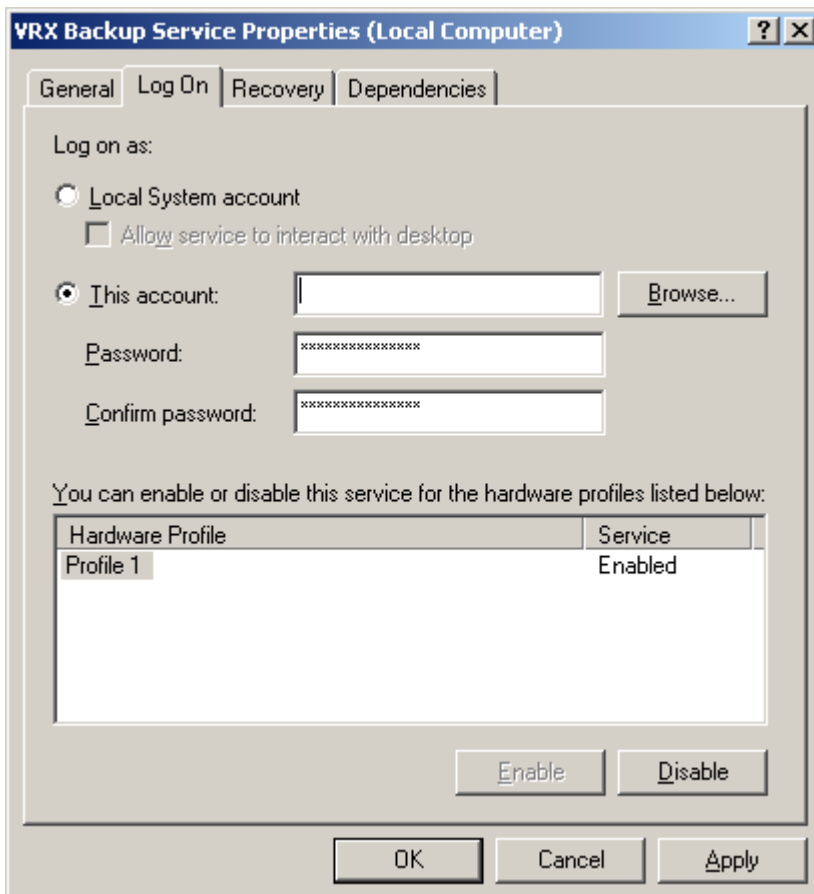 VRX Backup Service Properties (Local Computer)
General Log On Recovery Dependencies
Log on as:
Local System account
Allow service to interact with desktop
This account: Browse...
Password: ***************
Confirm password: ***************
You can enable or disable this service for the hardware profiles listed below:
Hardware Profile Service
Profile 1 Enabled
Enable Disable
OK Cancel Apply